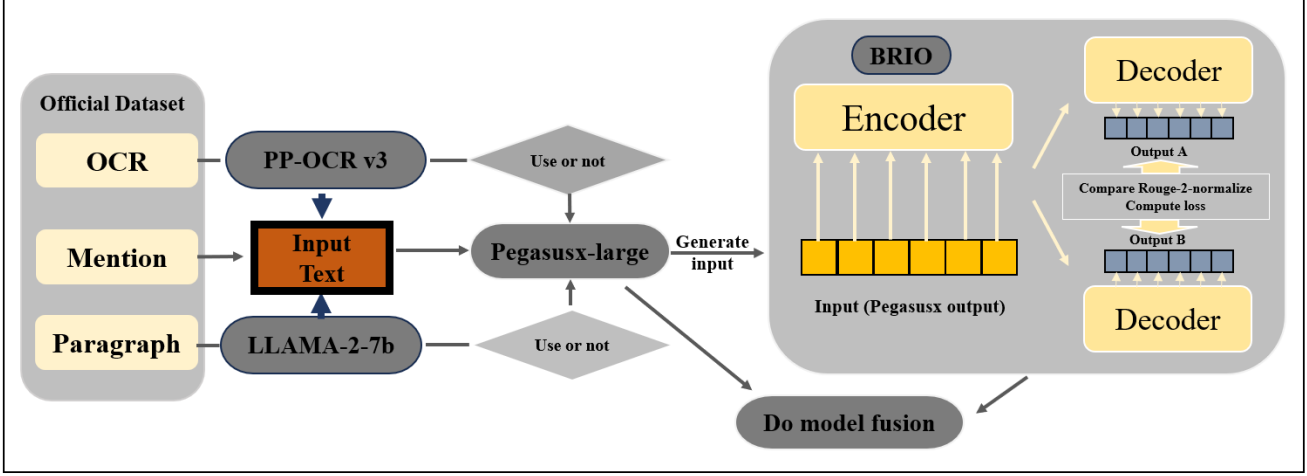 Official Dataset
OCR
Mention
Paragraph
PP-OCR v3
Input
Text
LLAMA-2-7b
Use or not
Pegasusx-large
Use or not
Generate
input
BRIO
Encoder
Input (Pegasusx output)
Decoder
Output A
Compare Rouge-2-normalize
Compute loss
Output B
Decoder
Do model fusion